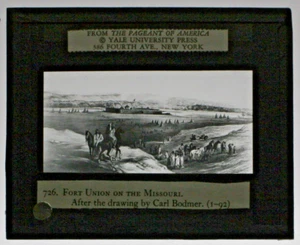 FROM THE PAGEANT OF AMERICA
© YALE UNIVERSITY PRESS
386 FOURTH AVE., NEW YORK
726. FORT UNION ON THE MISSOURI.
After the drawing by Carl Bodmer. (1-92)